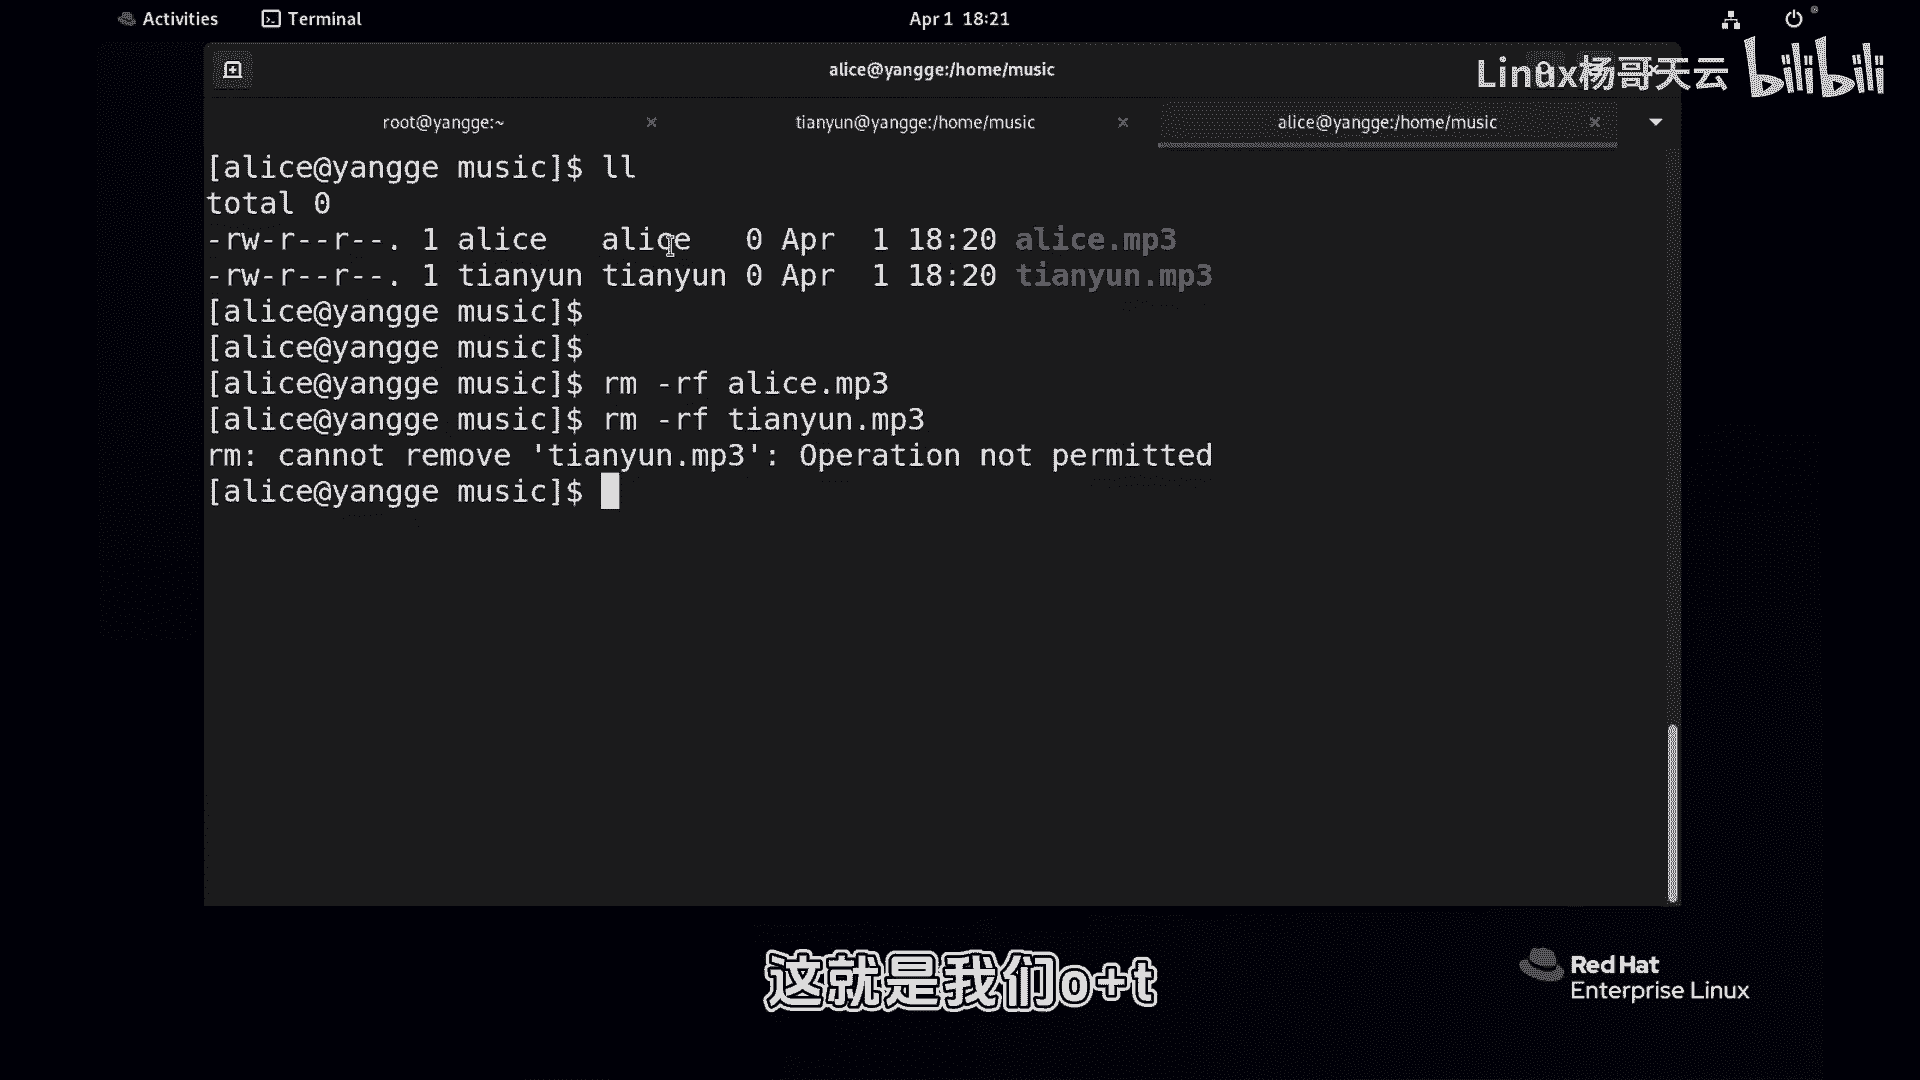 Activities Terminal Apr 1 18:21
alice@yangge:/home/music
Linux杨哥天云 bilibili
root@yangge:~ × tianyun@yangge:/home/music × alice@yangge:/home/music ×
[alice@yangge music]$ ll
total 0
-rw-r--r--. 1 alice   alice   0 Apr  1 18:20 alice.mp3
-rw-r--r--. 1 tianyun tianyun 0 Apr  1 18:20 tianyun.mp3
[alice@yangge music]$
[alice@yangge music]$
[alice@yangge music]$ rm -rf alice.mp3
[alice@yangge music]$ rm -rf tianyun.mp3
rm: cannot remove 'tianyun.mp3': Operation not permitted
[alice@yangge music]$
这就是我们o+t
Red Hat
Enterprise Linux